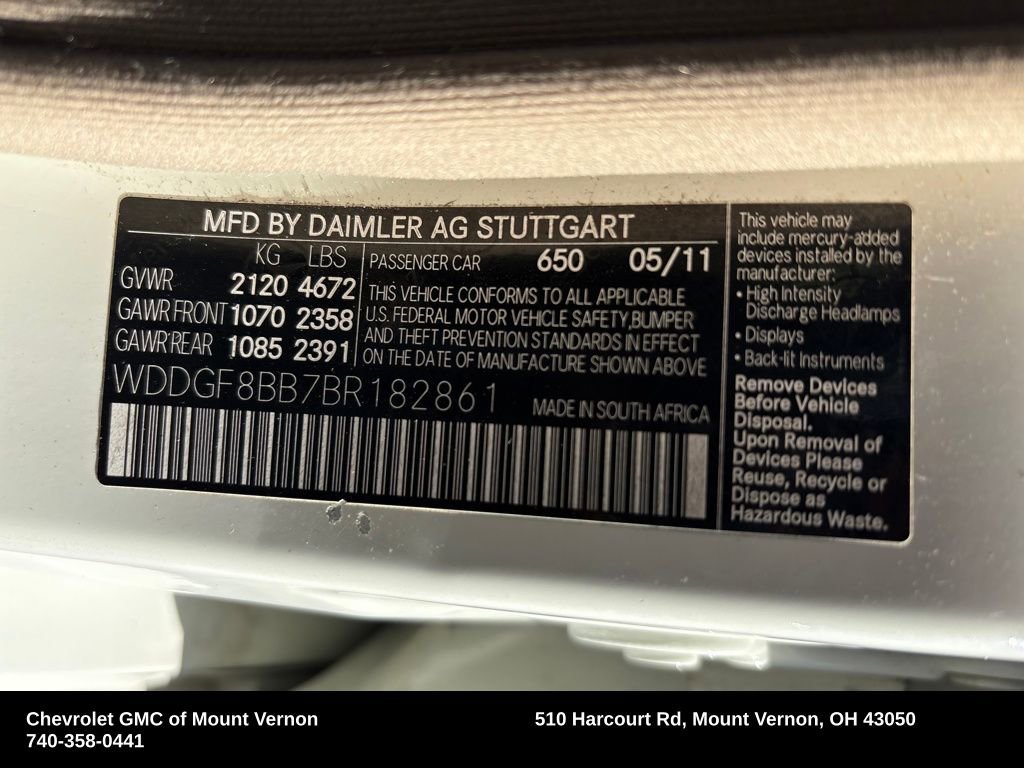 MFD BY DAIMLER AG STUTTGART
KG LBS
GVWR 2120 4672
GAWR FRONT 1070 2358
GAWR REAR 1085 2391
PASSENGER CAR 650 05/11
THIS VEHICLE CONFORMS TO ALL APPLICABLE
U.S. FEDERAL MOTOR VEHICLE SAFETY,BUMPER
AND THEFT PREVENTION STANDARDS IN EFFECT
ON THE DATE OF MANUFACTURE SHOWN ABOVE
WDDGF8BB7BR182861
MADE IN SOUTH AFRICA
This vehicle may
include mercury-added
devices installed by the
manufacturer:
• High Intensity
Discharge Headlamps
• Displays
• Back-lit Instruments
Remove Devices
Before Vehicle
Disposal.
Upon Removal of
Devices Please
Reuse, Recycle or
Dispose as
Hazardous Waste.
Chevrolet GMC of Mount Vernon
740-358-0441
510 Harcourt Rd, Mount Vernon, OH 43050